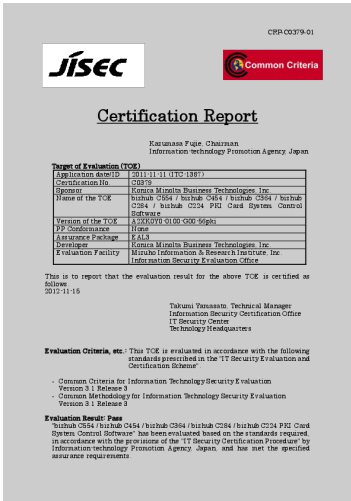 CRP-C0379-01
JISEC
Common Criteria
Certification Report
Kazumasa Fujie, Chairman
Information-technology Promotion Agency, Japan
Target of Evaluation (TOE)
Application date/ID 2011-11-11 (ITC-1387)
Certification No. C0379
Sponsor Konica Minolta Business Technologies, Inc.
Name of the TOE bizhub C554 / bizhub C454 / bizhub C364 / bizhub
C284 / bizhub C224 PKI Card System Control
Software
Version of the TOE A2XK0Y0-0100-G00-56pki
PP Conformance None
Assurance Package EAL3
Developer Konica Minolta Business Technologies, Inc.
Evaluation Facility Mizuho Information & Research Institute, Inc.
Information Security Evaluation Office
This is to report that the evaluation result for the above TOE is certified as
follows.
2012-11-15
Takumi Yamasato, Technical Manager
Information Security Certification Office
IT Security Center
Technology Headquarters
Evaluation Criteria, etc.: This TOE is evaluated in accordance with the following
standards prescribed in the "IT Security Evaluation and
Certification Scheme".
- Common Criteria for Information Technology Security Evaluation
Version 3.1 Release 3
- Common Methodology for Information Technology Security Evaluation
Version 3.1 Release 3
Evaluation Result: Pass
"bizhub C554 / bizhub C454 / bizhub C364 / bizhub C284 / bizhub C224 PKI Card
System Control Software" has been evaluated based on the standards required,
in accordance with the provisions of the "IT Security Certification Procedure" by
Information-technology Promotion Agency, Japan, and has met the specified
assurance requirements.